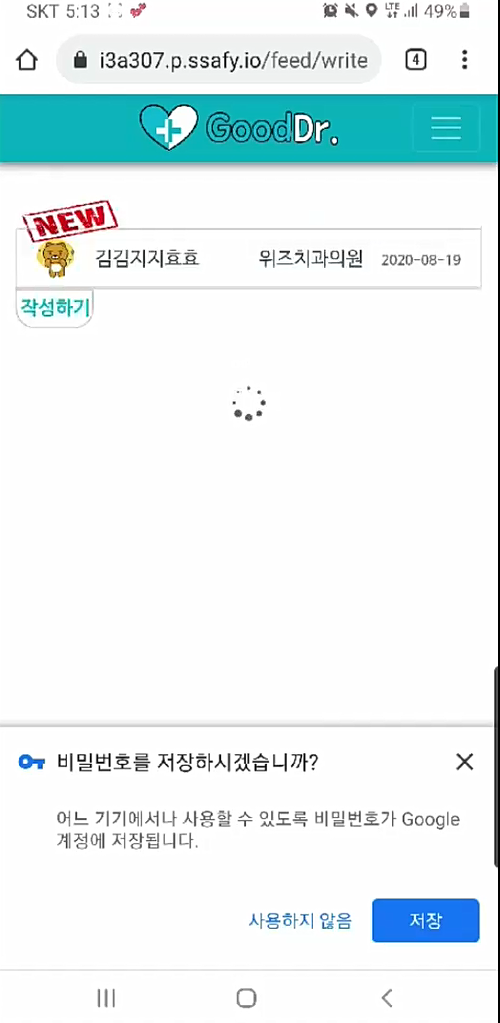 SKT 5:13 LTE 49%
i3a307.p.ssafy.io/feed/write 4
GoodDr.
NEW
김김지지효효 위즈치과의원 2020-08-19
작성하기
비밀번호를 저장하시겠습니까?
어느 기기에서나 사용할 수 있도록 비밀번호가 Google
계정에 저장됩니다.
사용하지 않음 저장